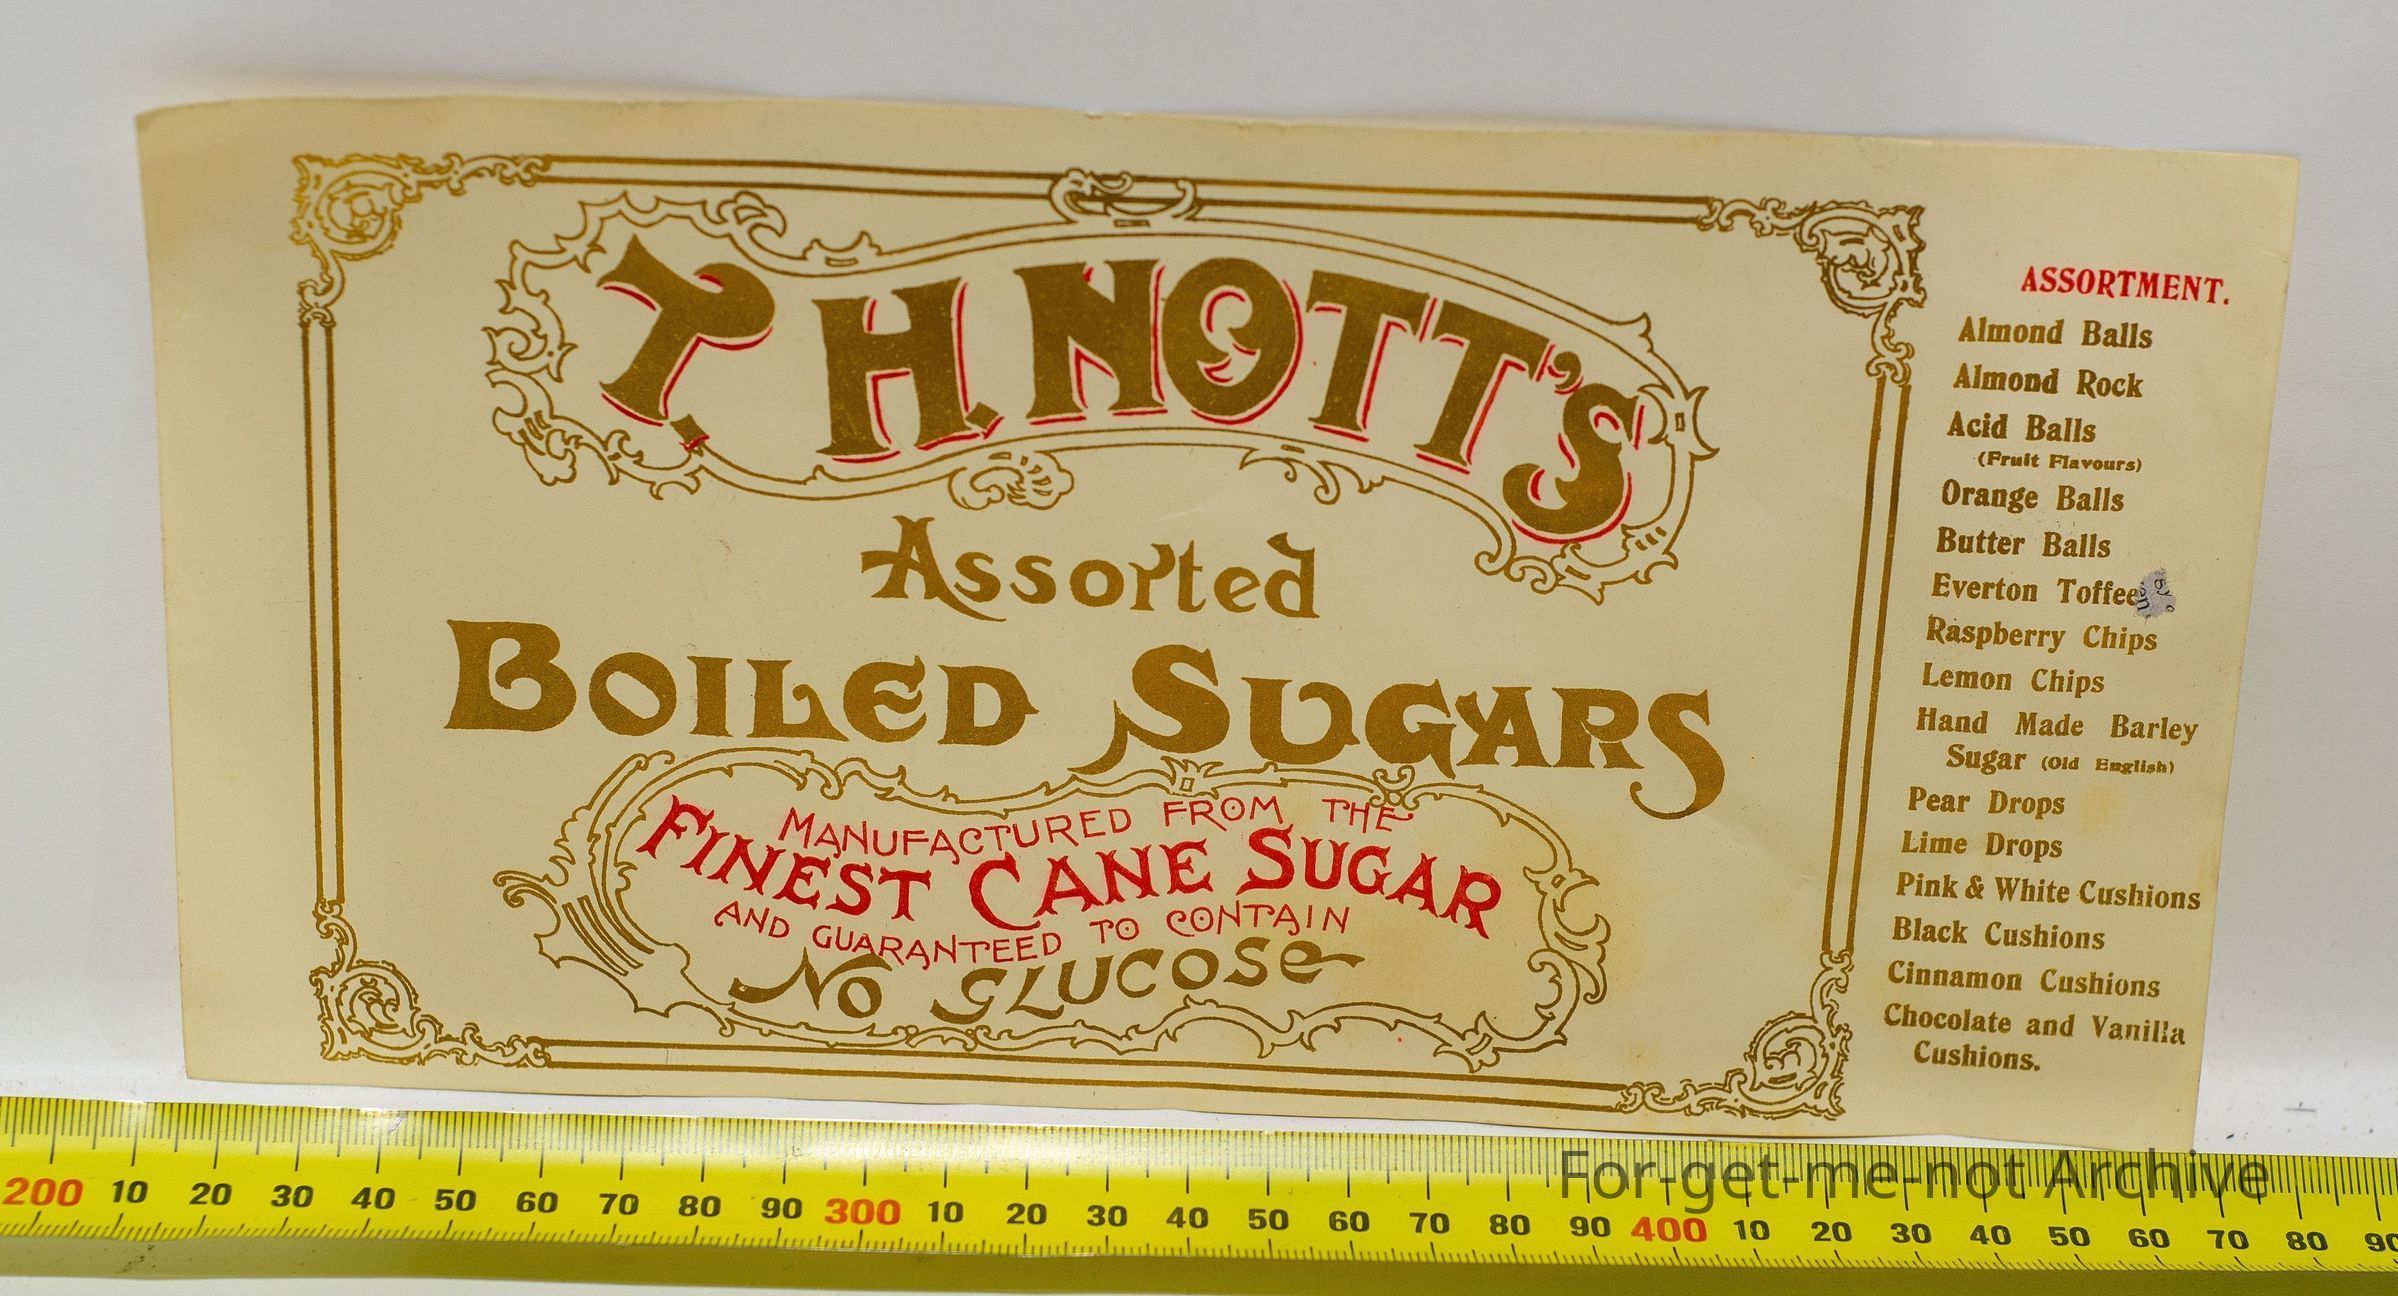 T. H. NOTT'S
Assorted
BOILED SUGARS
MANUFACTURED FROM THE
FINEST CANE SUGAR
AND GUARANTEED TO CONTAIN
NO GLUCOSE
ASSORTMENT.
Almond Balls
Almond Rock
Acid Balls
(Fruit Flavours)
Orange Balls
Butter Balls
Everton Toffee
Raspberry Chips
Lemon Chips
Hand Made Barley
Sugar (Old English)
Pear Drops
Lime Drops
Pink & White Cushions
Black Cushions
Cinnamon Cushions
Chocolate and Vanilla
Cushions.
For-get-me-not Archive
200 10 20 30 40 50 60 70 80 90 300 10 20 30 40 50 60 70 80 90 400 10 20 30 40 50 60 70 80 90